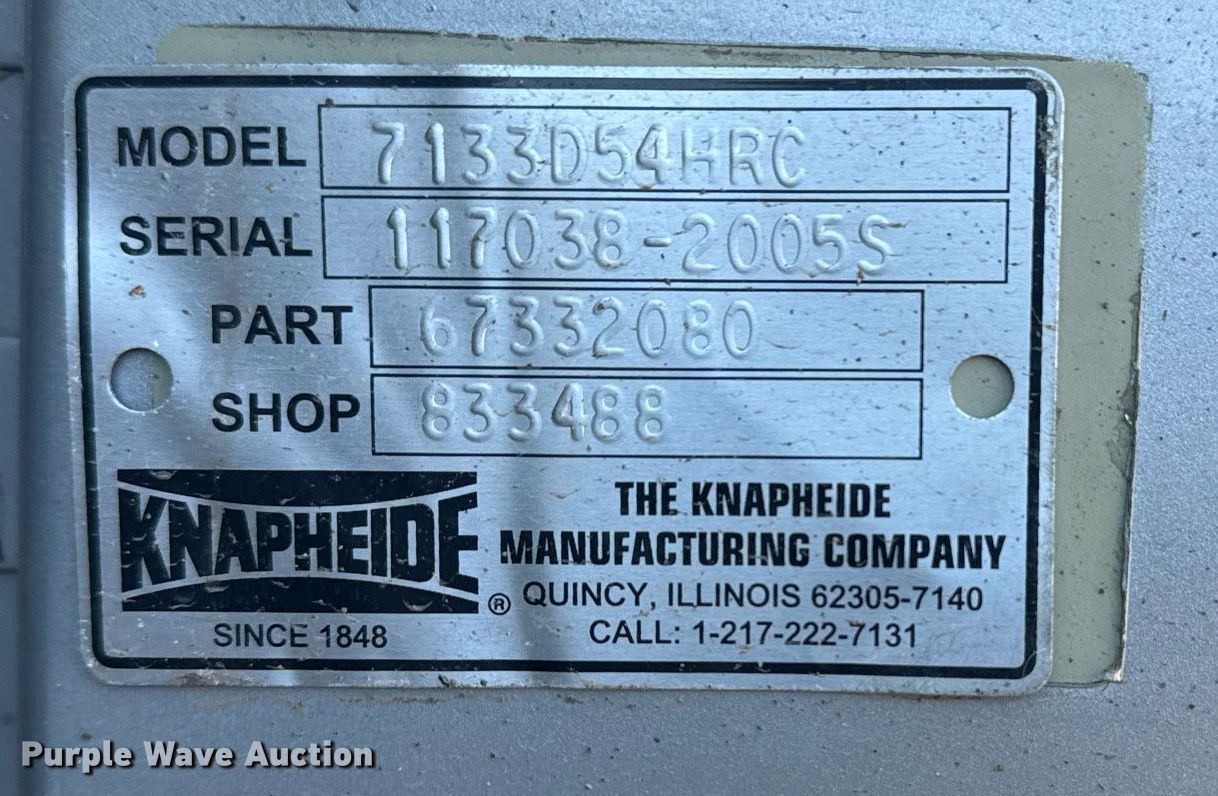 MODEL 7133D54HRC
SERIAL 117038-2005S
PART 67332080
SHOP 833488
KNAPHEIDE ®
SINCE 1848
THE KNAPHEIDE
MANUFACTURING COMPANY
QUINCY, ILLINOIS 62305-7140
CALL: 1-217-222-7131
Purple Wave Auction